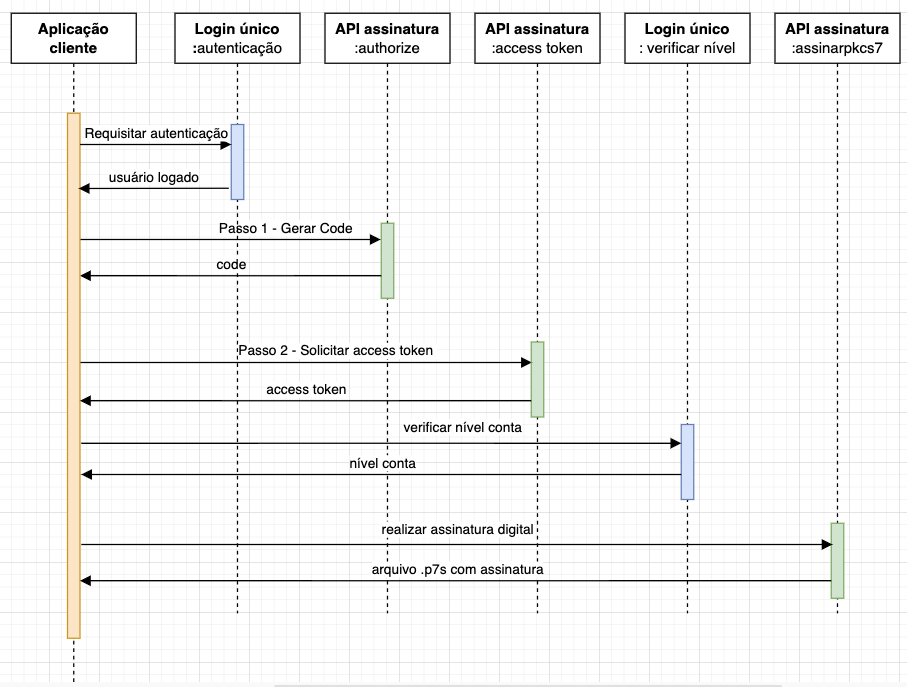 Aplicação
cliente
Login único
:autenticação
API assinatura
:authorize
API assinatura
:access token
Login único
: verificar nível
API assinatura
:assinarpkcs7
Requisitar autenticação
usuário logado
Passo 1 - Gerar Code
code
Passo 2 - Solicitar access token
access token
verificar nível conta
nível conta
realizar assinatura digital
arquivo .p7s com assinatura